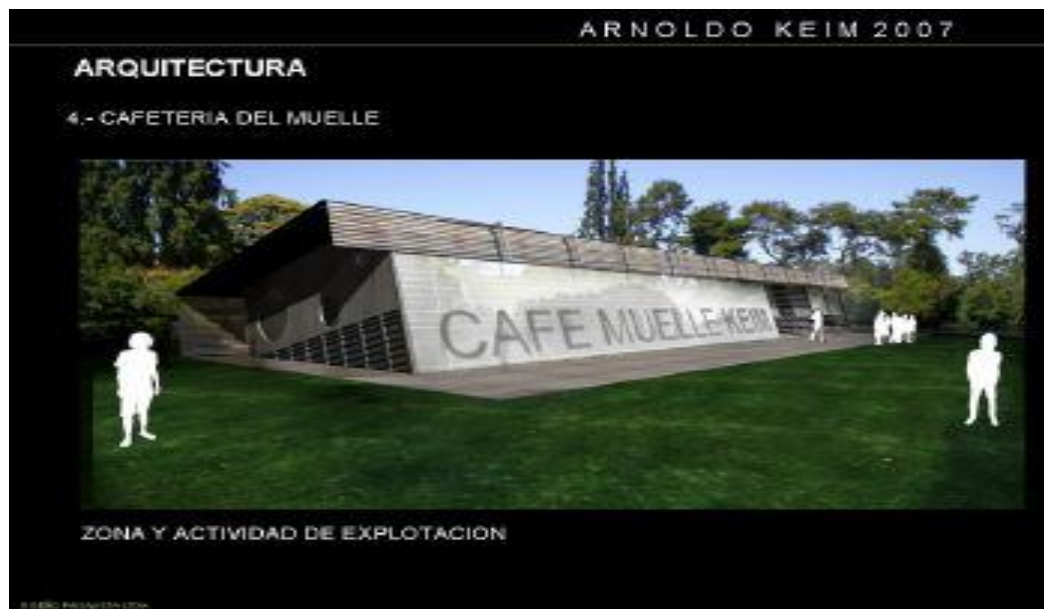 ARNOLDO KEIM 2007
ARQUITECTURA
4.- CAFETERIA DEL MUELLE
CAFE MUELLE KEIM
ZONA Y ACTIVIDAD DE EXPLOTACION